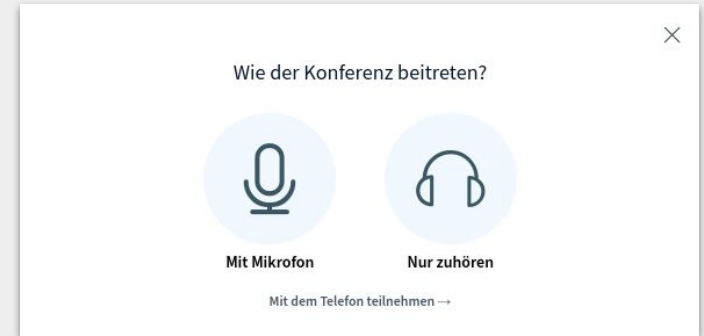 Wie der Konferenz beitreten?
Mit Mikrofon
Nur zuhören
Mit dem Telefon teilnehmen →